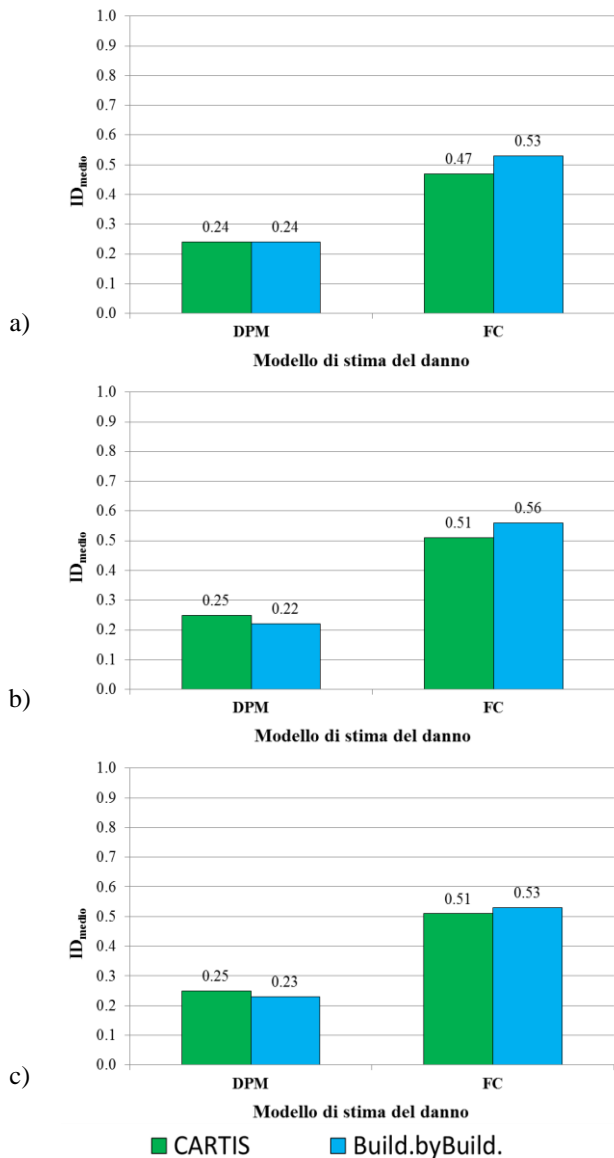 1.0
0.9
0.8
0.7
0.6
0.5
0.4
0.3
0.2
0.1
0.0
IDmedio
0.24 0.24 0.47 0.53
DPM FC
Modello di stima del danno
a)
1.0
0.9
0.8
0.7
0.6
0.5
0.4
0.3
0.2
0.1
0.0
IDmedio
0.25 0.22 0.51 0.56
DPM FC
Modello di stima del danno
b)
1.0
0.9
0.8
0.7
0.6
0.5
0.4
0.3
0.2
0.1
0.0
IDmedio
0.25 0.23 0.51 0.53
DPM FC
Modello di stima del danno
c)
CARTIS Build.byBuild.